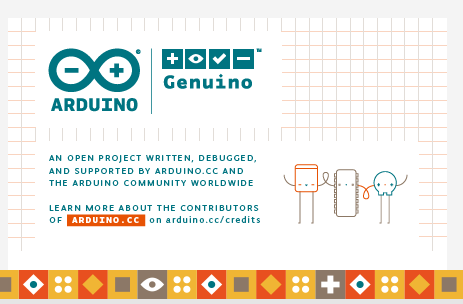 ARDUINO
Genuino
AN OPEN PROJECT WRITTEN, DEBUGGED,
AND SUPPORTED BY ARDUINO.CC AND
THE ARDUINO COMMUNITY WORLDWIDE
LEARN MORE ABOUT THE CONTRIBUTORS
OF ARDUINO.CC on arduino.cc/credits